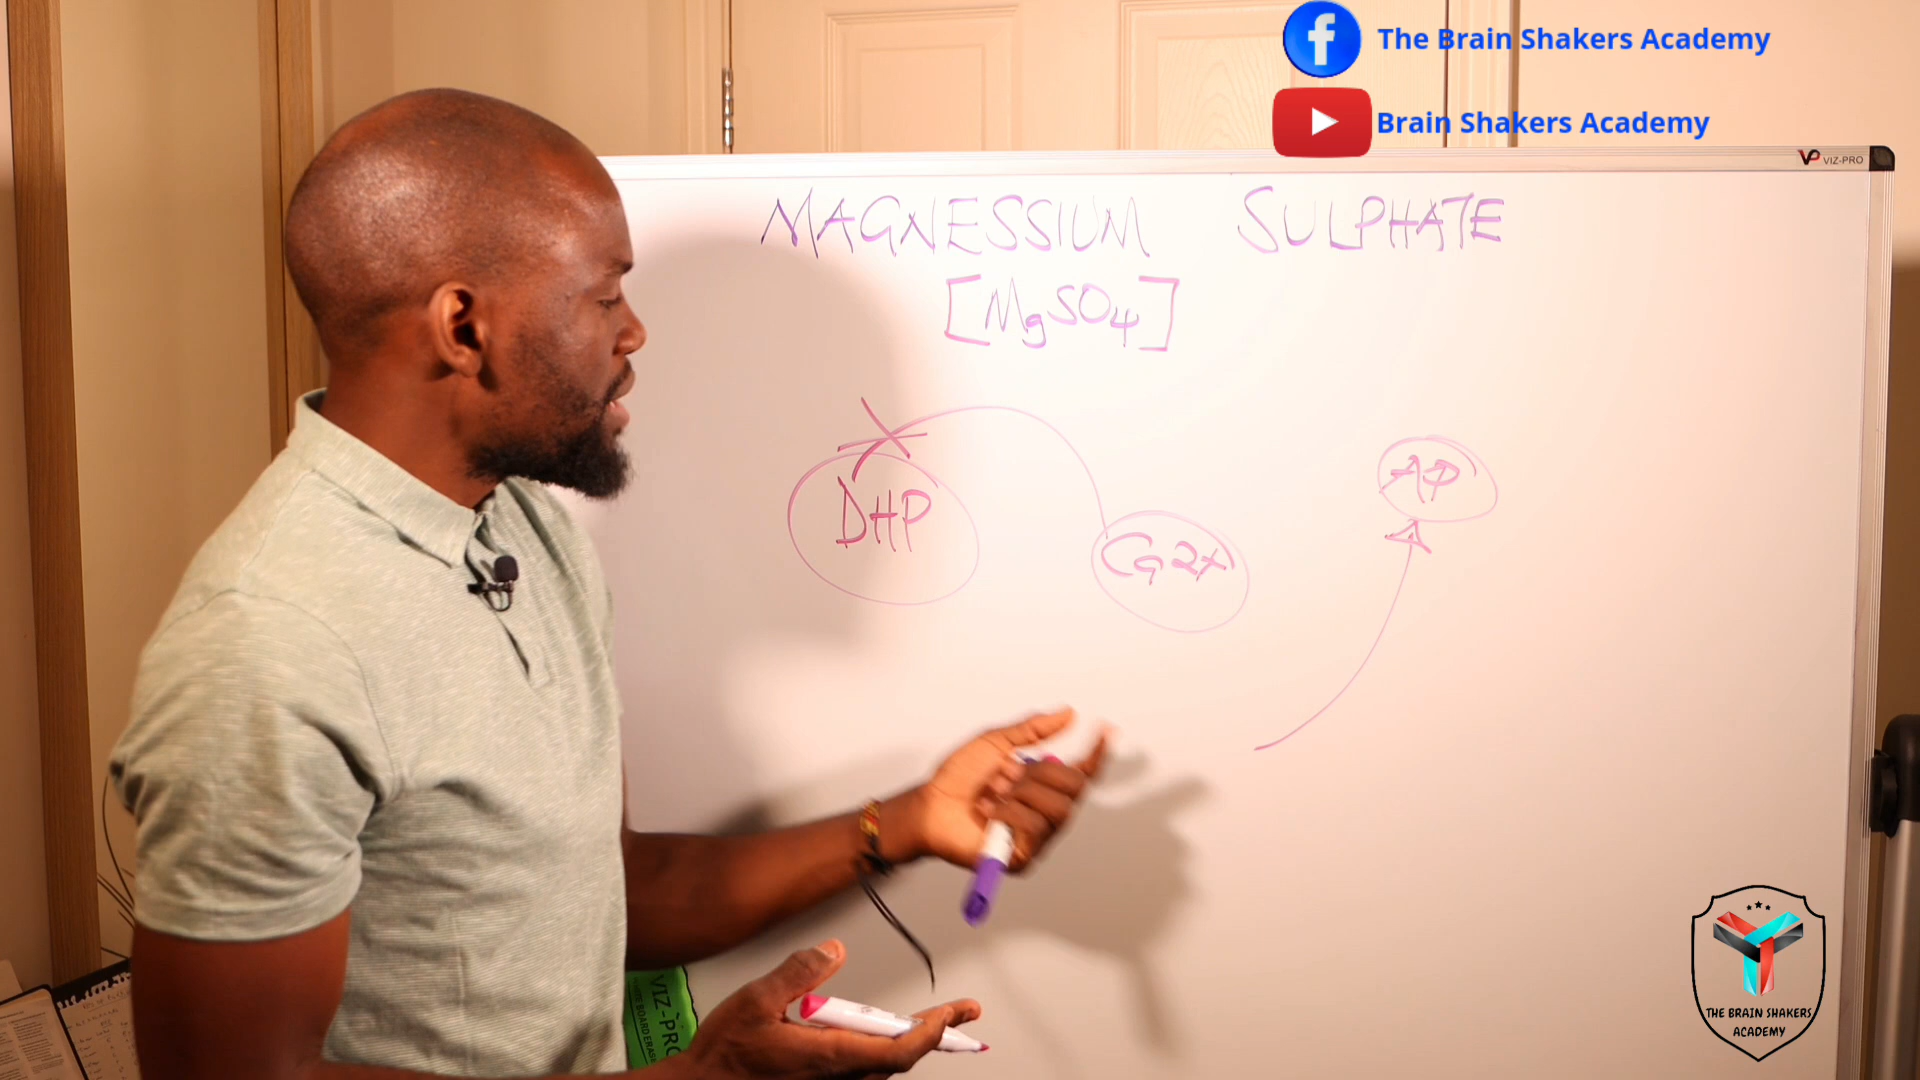 The Brain Shakers Academy
Brain Shakers Academy
VP VIZ-PRO
MAGNESSIUM SULPHATE
[MgSO4]
AP
DHP
Ca2+
VIZ-PRO
THE BRAIN SHAKERS
ACADEMY